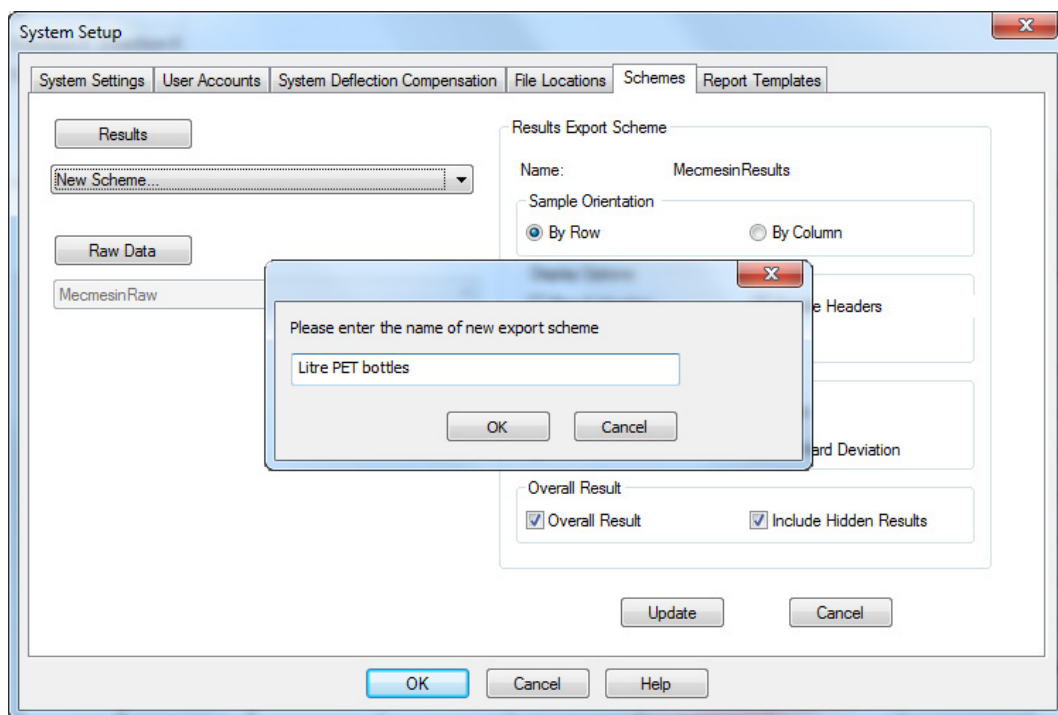 System Setup
System Settings User Accounts System Deflection Compensation File Locations Schemes Report Templates
Results
New Scheme...
Raw Data
MecmesinRaw
Results Export Scheme
Name: MecmesinResults
Sample Orientation
By Row By Column
Display Options
Headers
Deviation
Overall Result
Overall Result Include Hidden Results
Update Cancel
Please enter the name of new export scheme
Litre PET bottles
OK Cancel
OK Cancel Help